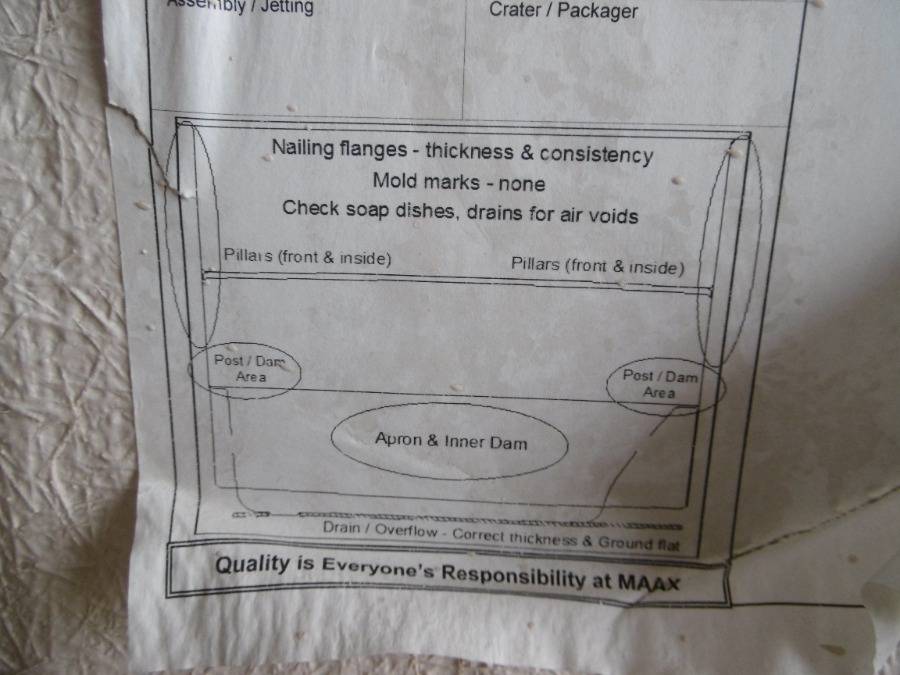 Assembly / Jetting
Crater / Packager
Nailing flanges - thickness & consistency
Mold marks - none
Check soap dishes, drains for air voids
Pillars (front & inside)
Pillars (front & inside)
Post / Dam
Area
Post / Dam
Area
Apron & Inner Dam
Drain / Overflow - Correct thickness & Ground flat
Quality is Everyone's Responsibility at MAAX